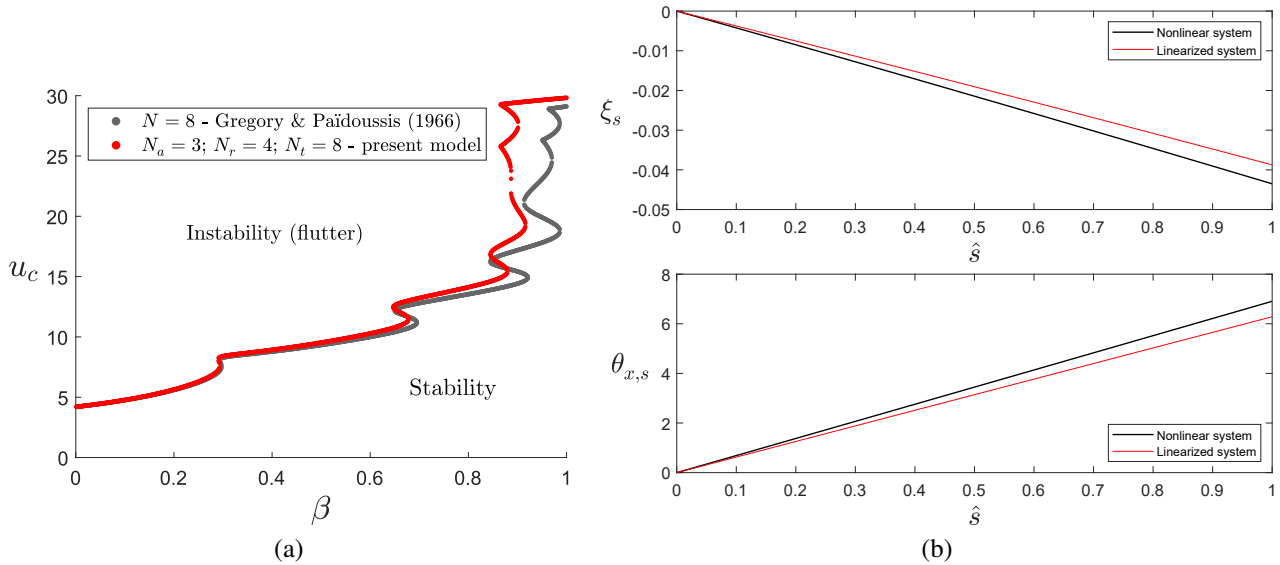 (a)
30
25
20
15
10
5
0
u_c
N = 8 - Gregory & Païdoussis (1966)
N_a = 3; N_r = 4; N_t = 8 - present model
Instability (flutter)
Stability
0 0.2 0.4 0.6 0.8 1
β
(a)
0
-0.01
-0.02
-0.03
-0.04
-0.05
ξ_s
Nonlinear system
Linearized system
0 0.1 0.2 0.3 0.4 0.5 0.6 0.7 0.8 0.9 1
ŝ
8
6
4
2
0
θ_{x,s}
Nonlinear system
Linearized system
0 0.1 0.2 0.3 0.4 0.5 0.6 0.7 0.8 0.9 1
ŝ
(b)